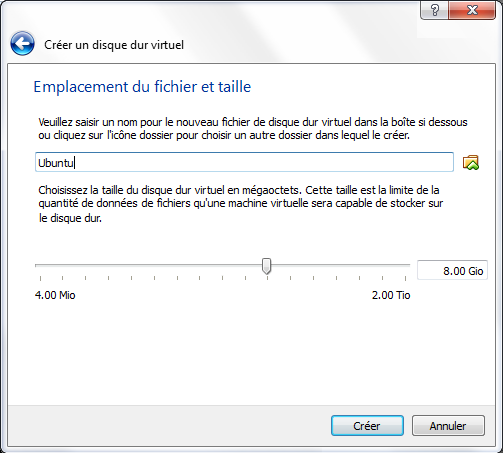 Créer un disque dur virtuel
Emplacement du fichier et taille
Veuillez saisir un nom pour le nouveau fichier de disque dur virtuel dans la boîte si dessous
ou cliquez sur l'icône dossier pour choisir un autre dossier dans lequel le créer.
Ubuntu
Choisissez la taille du disque dur virtuel en mégaoctets. Cette taille est la limite de la
quantité de données de fichiers qu'une machine virtuelle sera capable de stocker sur
le disque dur.
8.00 Gio
4.00 Mio 2.00 Tio
Créer Annuler